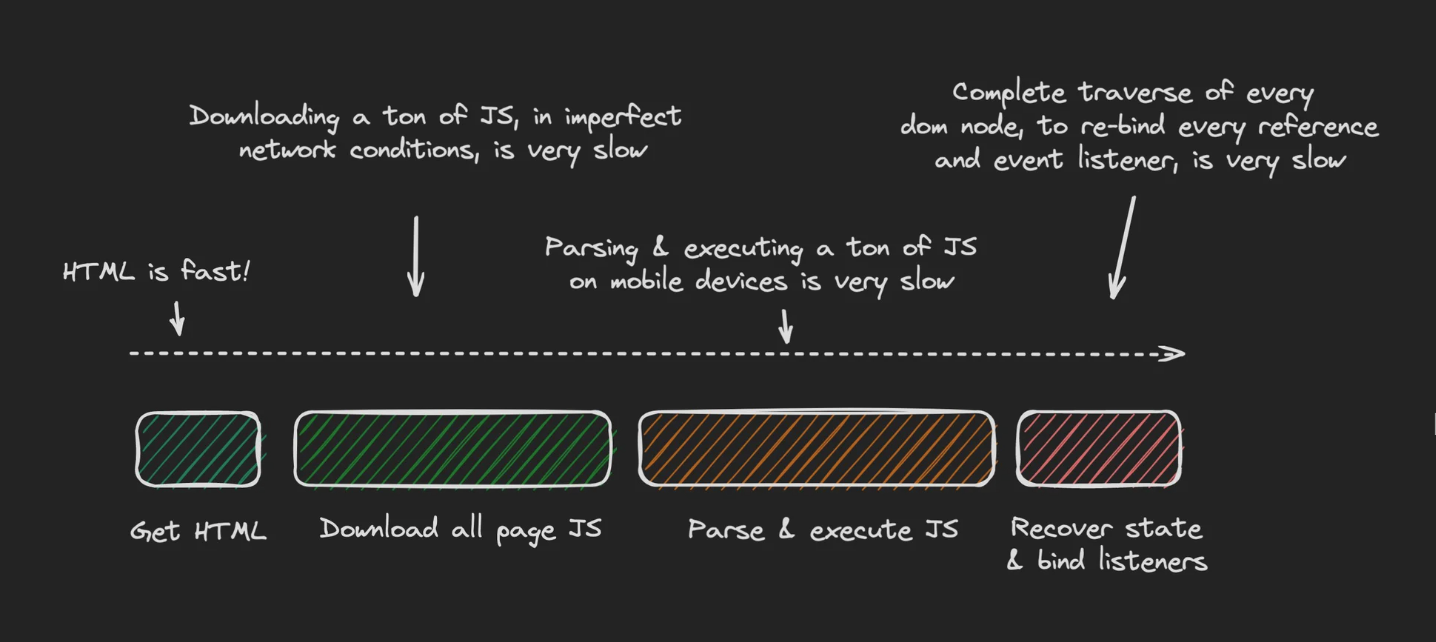 Complete traverse of every
dom node, to re-bind every reference
and event listener, is very slow
Downloading a ton of JS, in imperfect
network conditions, is very slow
Parsing & executing a ton of JS
on mobile devices is very slow
HTML is fast!
Get HTML
Download all page JS
Parse & execute JS
Recover state
& bind listeners